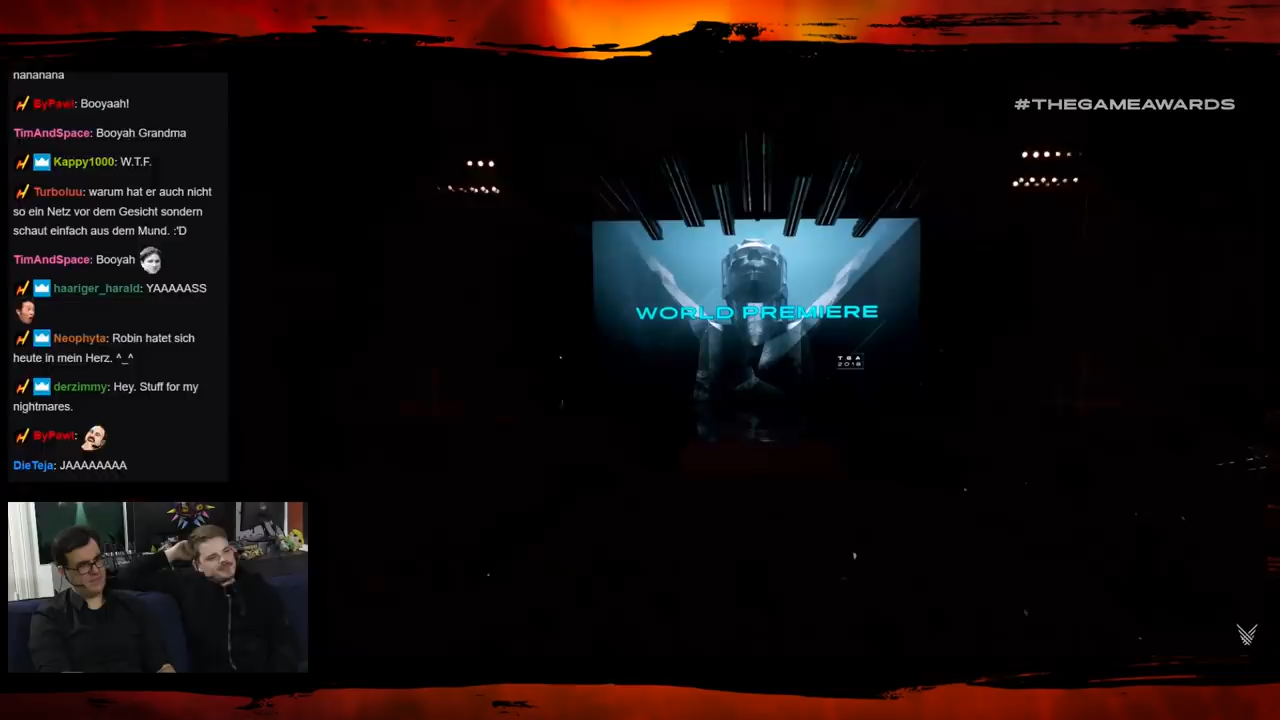 nananana
ByPawl: Booyaah!
TimAndSpace: Booyah Grandma
Kappy1000: W.T.F.
Turboluu: warum hat er auch nicht
so ein Netz vor dem Gesicht sondern
schaut einfach aus dem Mund. :'D
TimAndSpace: Booyah
haariger_harald: YAAAAASS
Neophyta: Robin hatet sich
heute in mein Herz. ^_^
derzimmy: Hey. Stuff for my
nightmares.
ByPawl:
DieTeja: JAAAAAAAA
#THEGAMEAWARDS
WORLD PREMIERE
TGA
2018